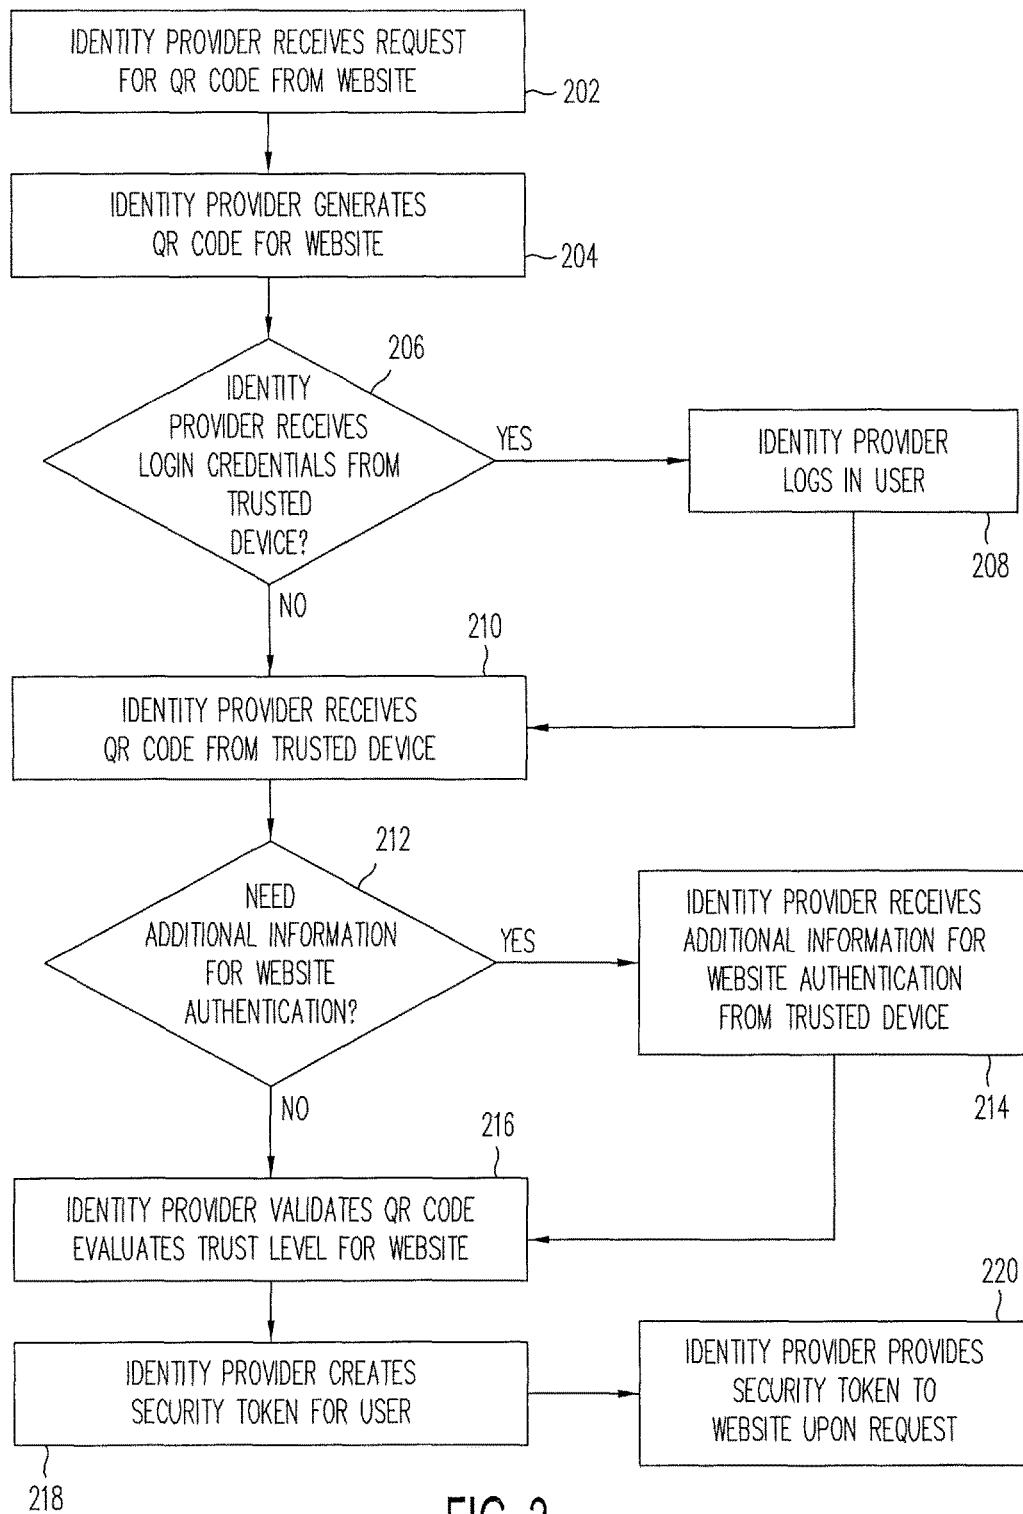 IDENTITY PROVIDER RECEIVES REQUEST
FOR QR CODE FROM WEBSITE
202
IDENTITY PROVIDER GENERATES
QR CODE FOR WEBSITE
204
206
IDENTITY
PROVIDER RECEIVES
LOGIN CREDENTIALS FROM
TRUSTED
DEVICE?
YES
IDENTITY PROVIDER
LOGS IN USER
208
NO
210
IDENTITY PROVIDER RECEIVES
QR CODE FROM TRUSTED DEVICE
212
NEED
ADDITIONAL INFORMATION
FOR WEBSITE
AUTHENTICATION?
YES
IDENTITY PROVIDER RECEIVES
ADDITIONAL INFORMATION FOR
WEBSITE AUTHENTICATION
FROM TRUSTED DEVICE
214
NO
216
IDENTITY PROVIDER VALIDATES QR CODE
EVALUATES TRUST LEVEL FOR WEBSITE
IDENTITY PROVIDER CREATES
SECURITY TOKEN FOR USER
218
220
IDENTITY PROVIDER PROVIDES
SECURITY TOKEN TO
WEBSITE UPON REQUEST
FIG.